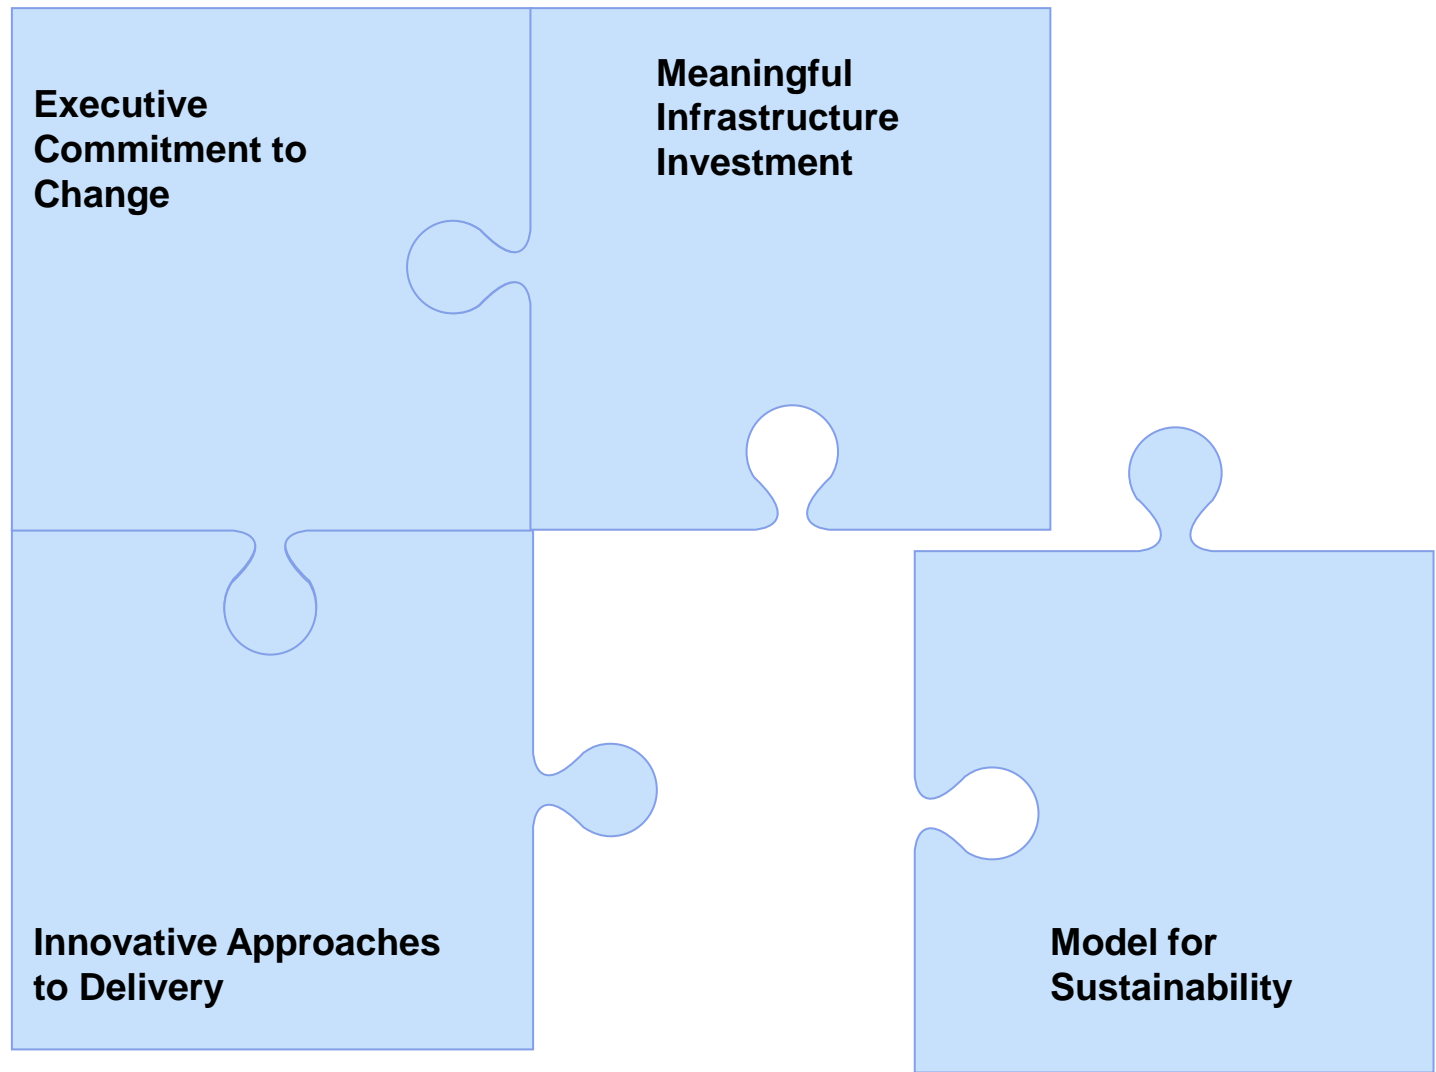 Executive
Commitment to
Change
Meaningful
Infrastructure
Investment
Innovative Approaches
to Delivery
Model for
Sustainability